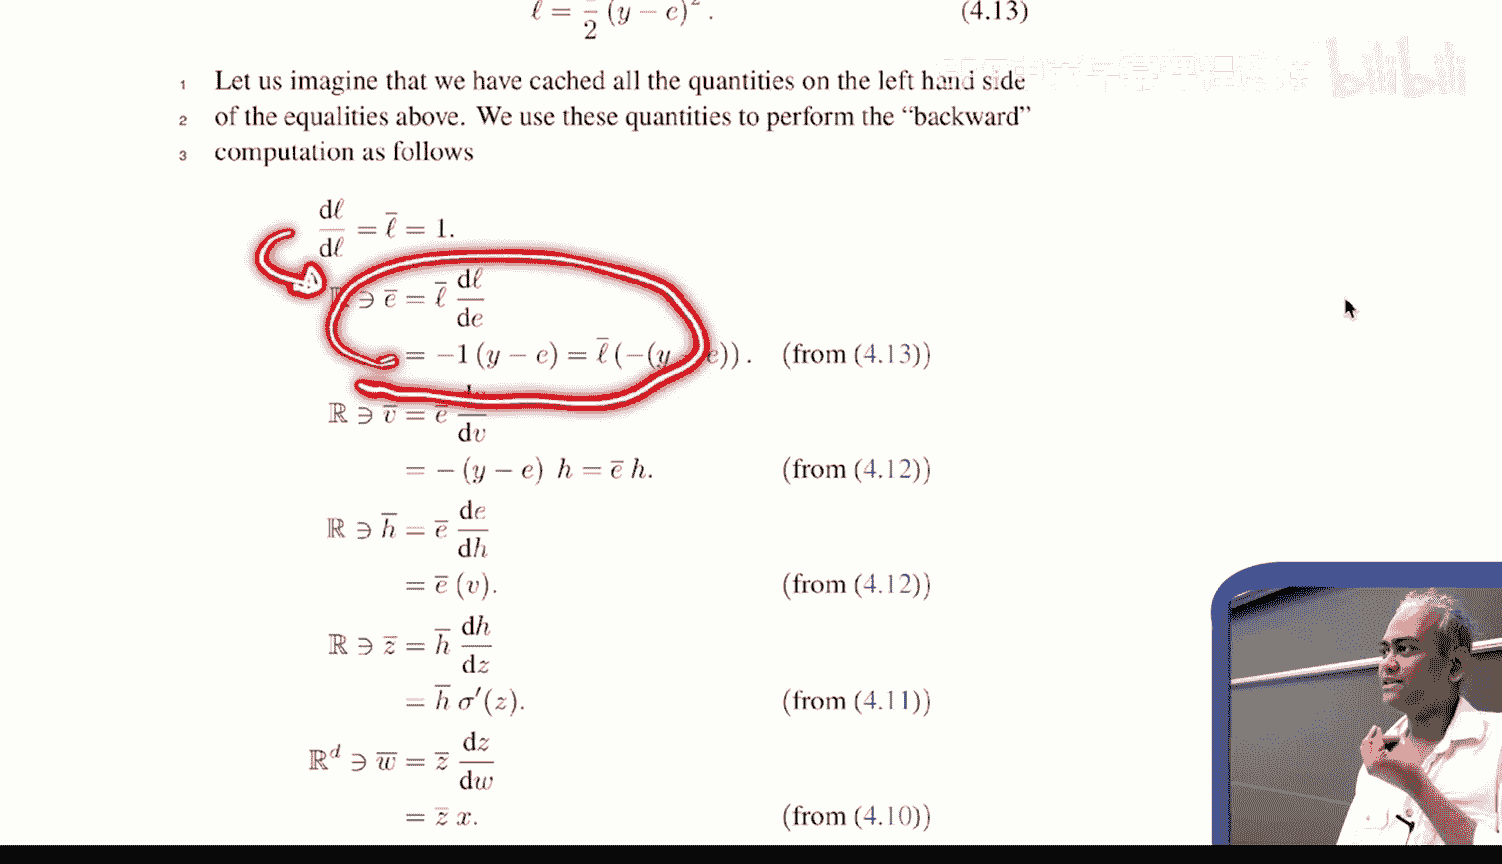 ℓ = 1/2 (y − e)². (4.13)
1 Let us imagine that we have cached all the quantities on the left hand side
2 of the equalities above. We use these quantities to perform the “backward”
3 computation as follows
dℓ/dℓ = ℓ̄ = 1.
ℝ ∋ e̅ = ℓ̄ dℓ/de
= −1 (y − e) = ℓ̄ (−(y − e)). (from (4.13))
ℝ ∋ v̅ = e̅ de/dv
= − (y − e) h = e̅ h. (from (4.12))
ℝ ∋ h̅ = e̅ de/dh
= e̅ (v). (from (4.12))
ℝ ∋ z̅ = h̅ dh/dz
= h̅ σ′(z). (from (4.11))
ℝᵈ ∋ w̅ = z̅ dz/dw
= z̅ x. (from (4.10))
bilibili